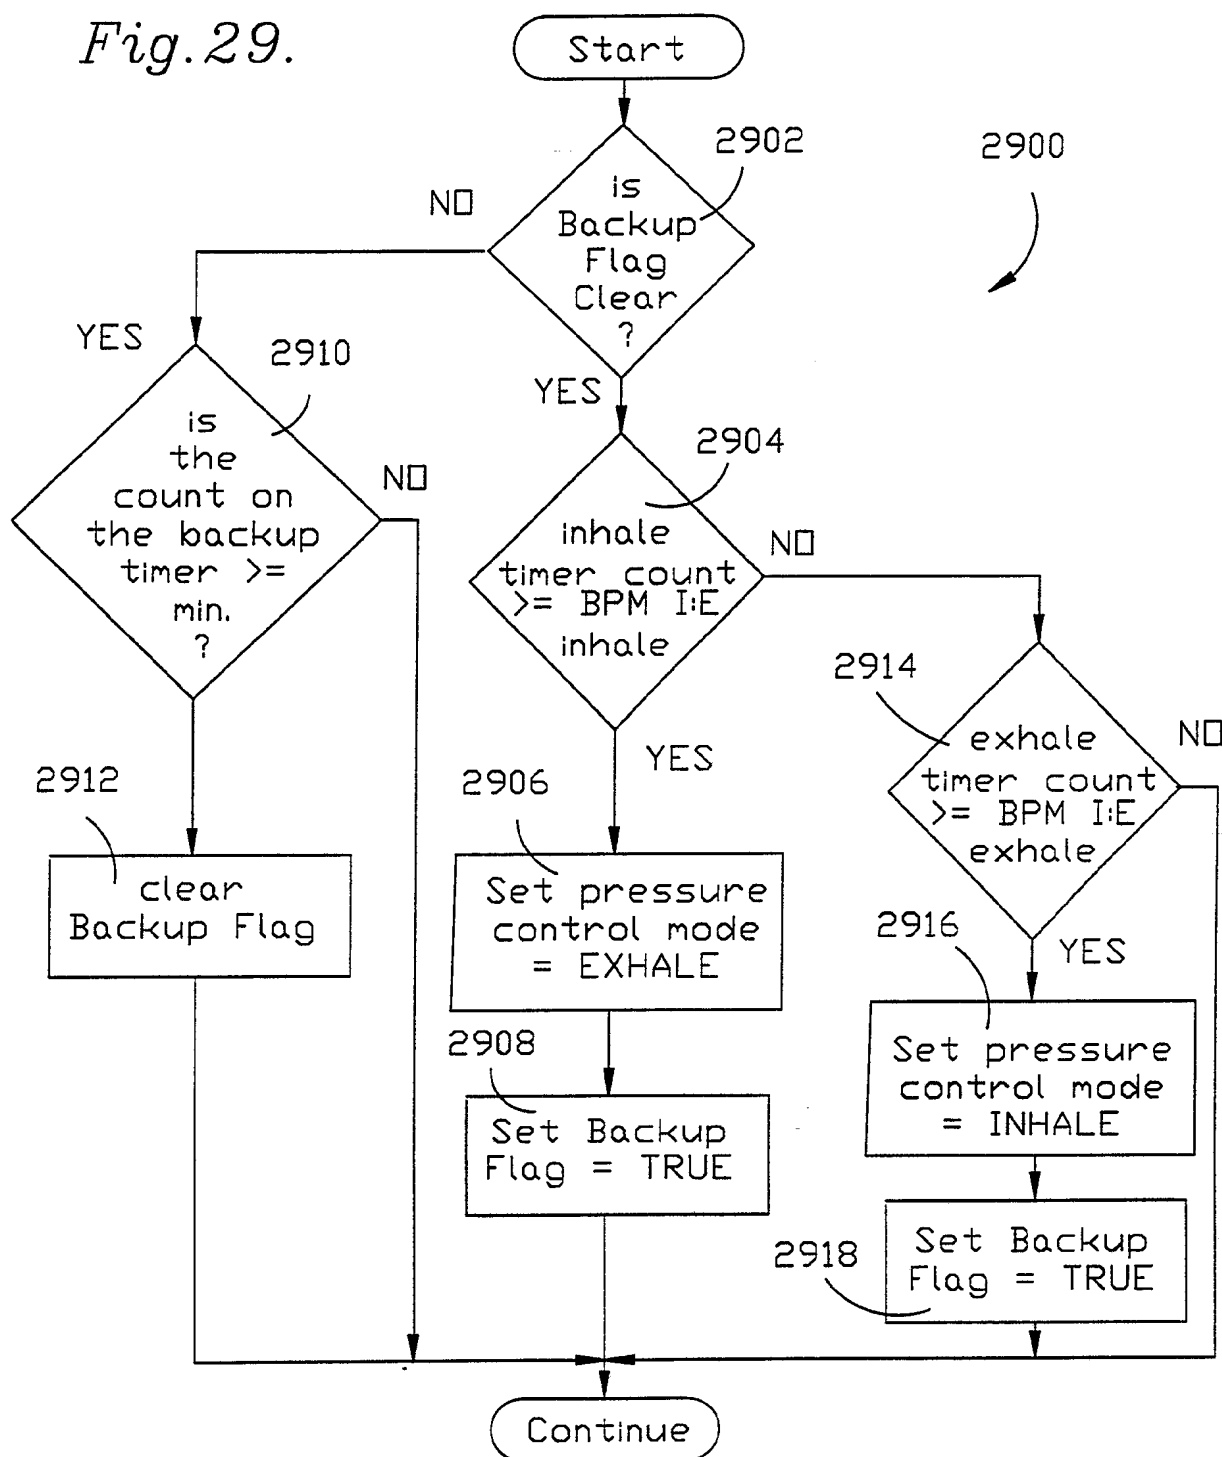 Fig.29.
Start
2902
2900
NO
is
Backup
Flag
Clear
?
YES
YES
2910
is
the
count on
the backup
timer >=
min.
?
NO
2904
inhale
timer count
>= BPM I:E
inhale
NO
2914
exhale
timer count
>= BPM I:E
exhale
NO
YES
2912
clear
Backup Flag
2906
Set pressure
control mode
= EXHALE
2916
YES
Set pressure
control mode
= INHALE
2908
Set Backup
Flag = TRUE
2918
Set Backup
Flag = TRUE
Continue